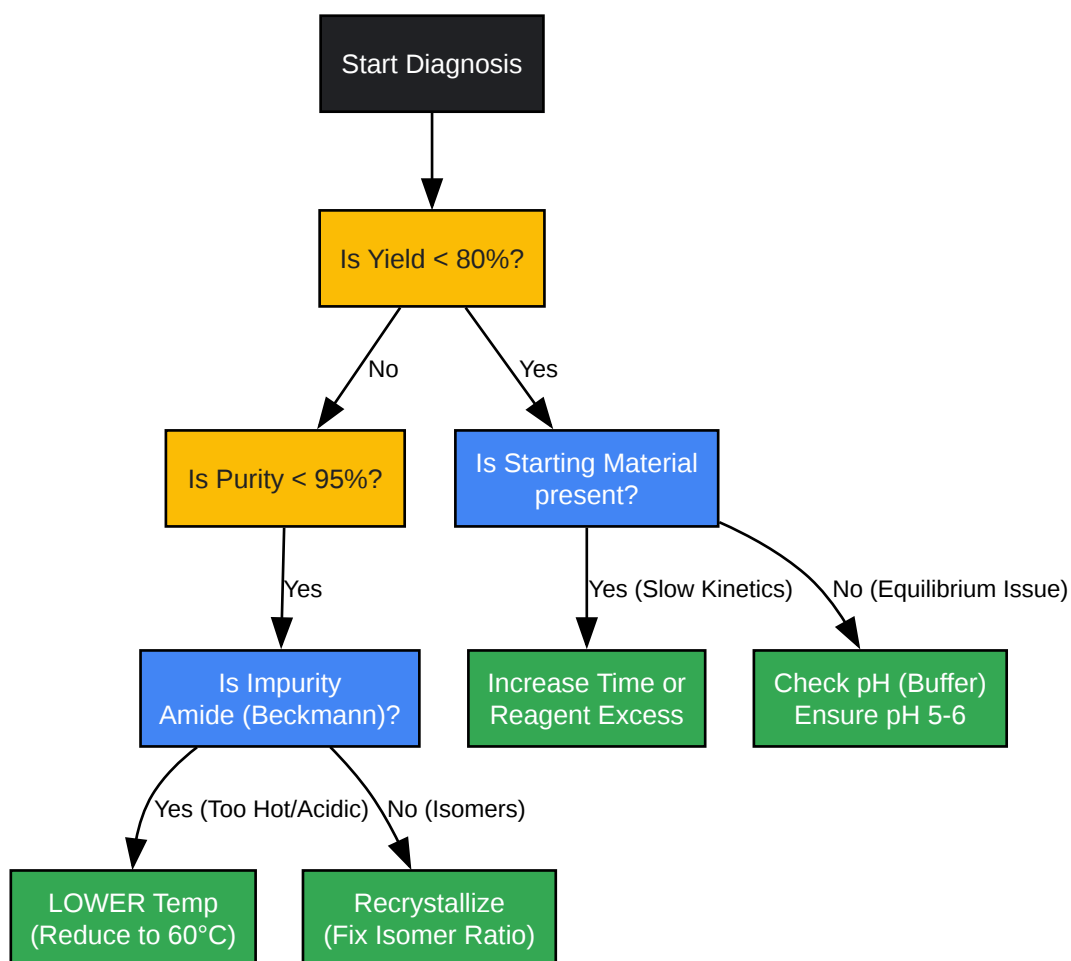 Start Diagnosis
Is Yield < 80%?
No
Yes
Is Purity < 95%?
Is Starting Material
present?
Yes
Yes (Slow Kinetics)
No (Equilibrium Issue)
Is Impurity
Amide (Beckmann)?
Increase Time or
Reagent Excess
Check pH (Buffer)
Ensure pH 5-6
Yes (Too Hot/Acidic)
No (Isomers)
LOWER Temp
(Reduce to 60°C)
Recrystallize
(Fix Isomer Ratio)